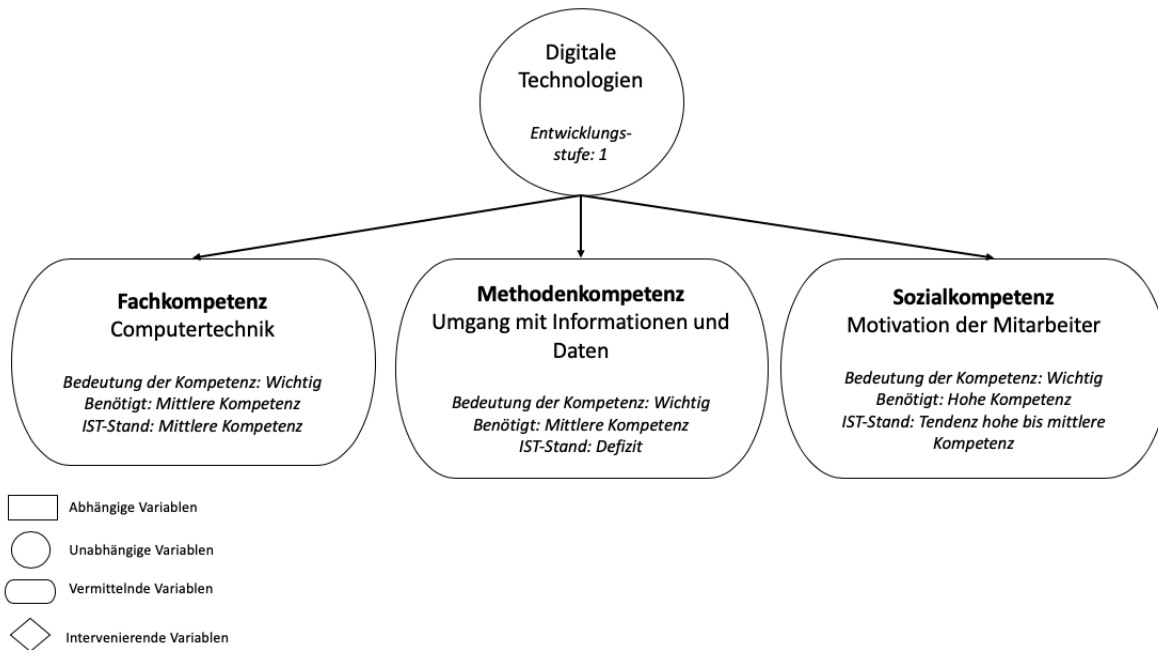 Digitale
Technologien
Entwicklungs-
stufe: 1
Fachkompetenz
Computertechnik
Bedeutung der Kompetenz: Wichtig
Benötigt: Mittlere Kompetenz
IST-Stand: Mittlere Kompetenz
Methodenkompetenz
Umgang mit Informationen und
Daten
Bedeutung der Kompetenz: Wichtig
Benötigt: Mittlere Kompetenz
IST-Stand: Defizit
Sozialkompetenz
Motivation der Mitarbeiter
Bedeutung der Kompetenz: Wichtig
Benötigt: Hohe Kompetenz
IST-Stand: Tendenz hohe bis mittlere
Kompetenz
Abhängige Variablen
Unabhängige Variablen
Vermittelnde Variablen
Intervenierende Variablen